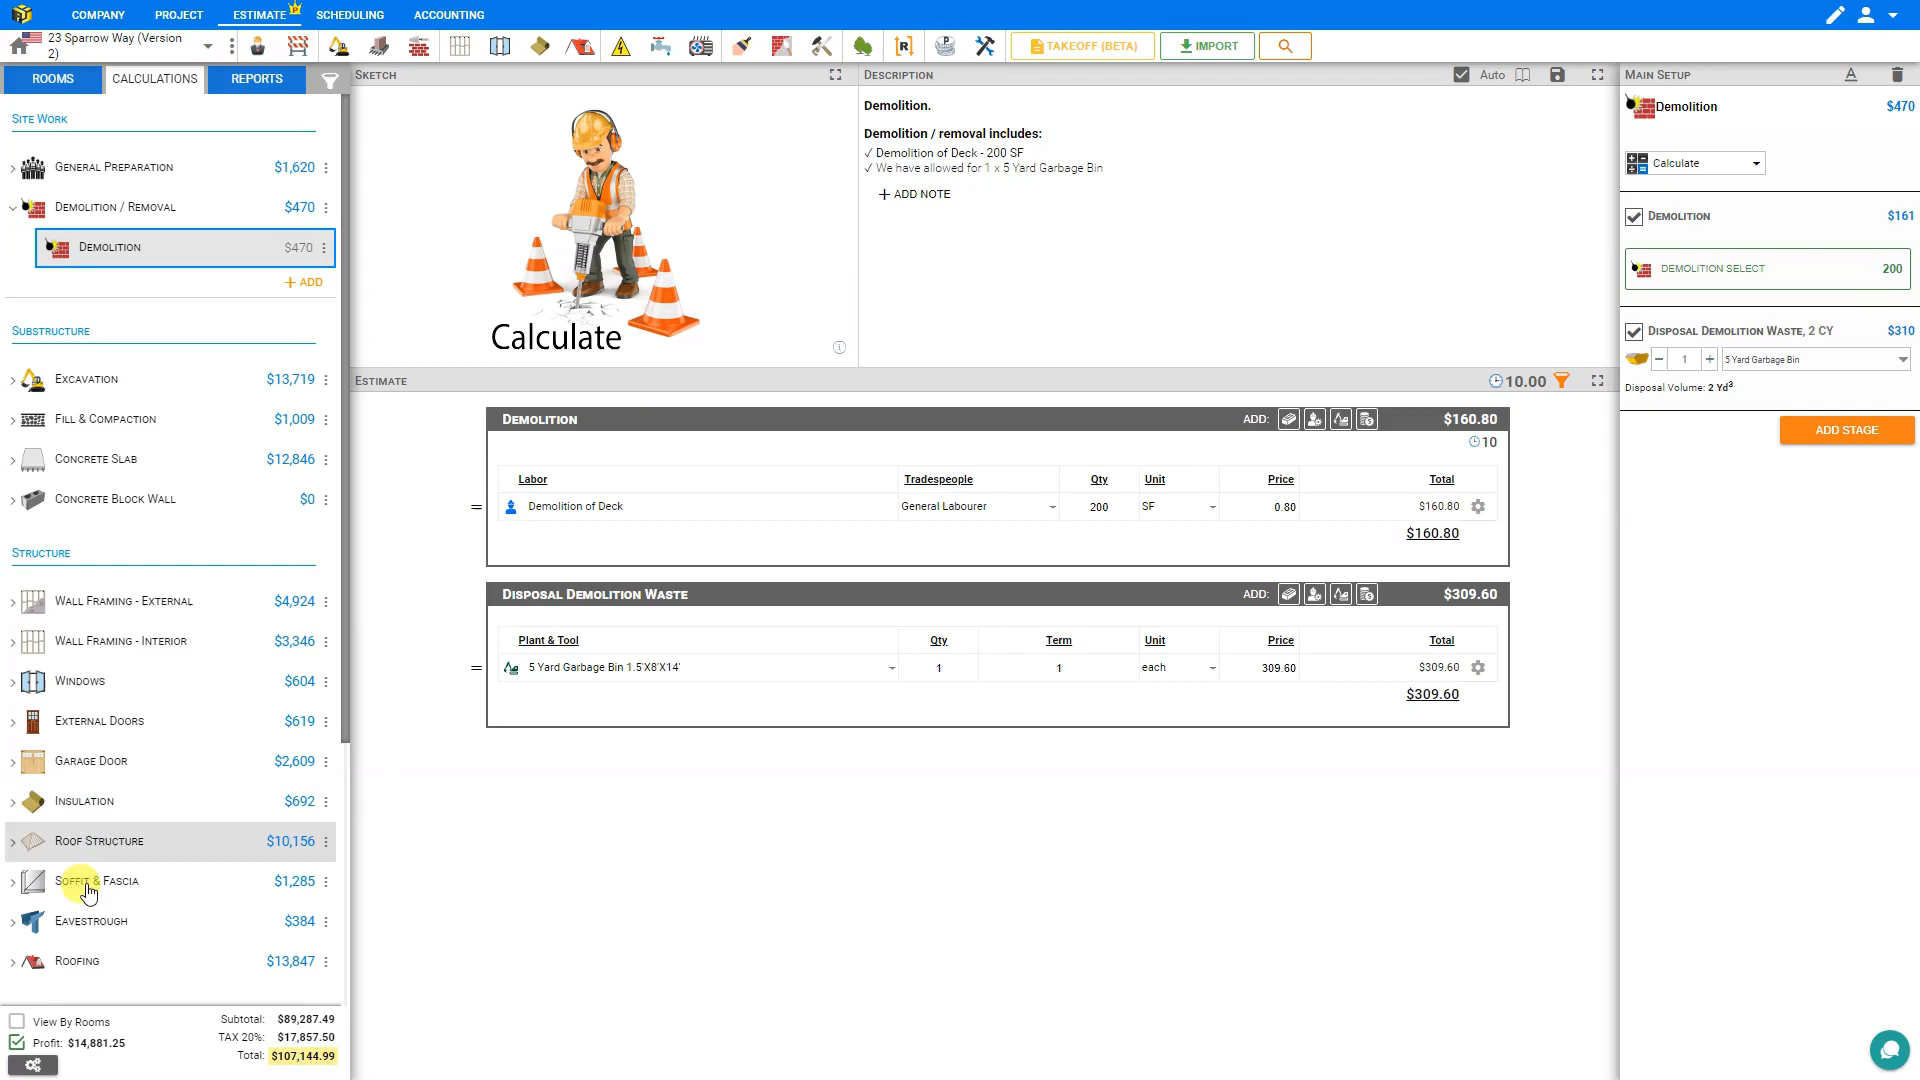 COMPANY PROJECT ESTIMATE SCHEDULING ACCOUNTING
23 Sparrow Way (Version 2)
TAKEOFF (BETA) IMPORT
ROOMS CALCULATIONS REPORTS
SITE WORK
GENERAL PREPARATION $1,620
DEMOLITION / REMOVAL $470
DEMOLITION $470
+ ADD
SUBSTRUCTURE
EXCAVATION $13,719
FILL & COMPACTION $1,009
CONCRETE SLAB $12,846
CONCRETE BLOCK WALL $0
STRUCTURE
WALL FRAMING - EXTERNAL $4,924
WALL FRAMING - INTERIOR $3,346
WINDOWS $604
EXTERNAL DOORS $619
GARAGE DOOR $2,609
INSULATION $692
ROOF STRUCTURE $10,156
SOFFIT & FASCIA $1,285
EAVESTROUGH $384
ROOFING $13,847
View By Rooms Subtotal: $89,287.49
Profit: $14,881.25 TAX 20%: $17,857.50
Total: $107,144.99
SKETCH
Calculate
DESCRIPTION Auto
Demolition.
Demolition / removal includes:
✓ Demolition of Deck - 200 SF
✓ We have allowed for 1 x 5 Yard Garbage Bin
+ ADD NOTE
ESTIMATE 10.00
DEMOLITION ADD: $160.80
10
Labor Tradespeople Qty Unit Price Total
= Demolition of Deck General Labourer 200 SF 0.80 $160.80
$160.80
DISPOSAL DEMOLITION WASTE ADD: $309.60
Plant & Tool Qty Term Unit Price Total
= 5 Yard Garbage Bin 1.5'X8'X14' 1 1 each 309.60 $309.60
$309.60
MAIN SETUP
Demolition $470
Calculate
DEMOLITION $161
DEMOLITION SELECT 200
DISPOSAL DEMOLITION WASTE, 2 CY $310
− 1 + 5 Yard Garbage Bin
Disposal Volume: 2 Yd³
ADD STAGE